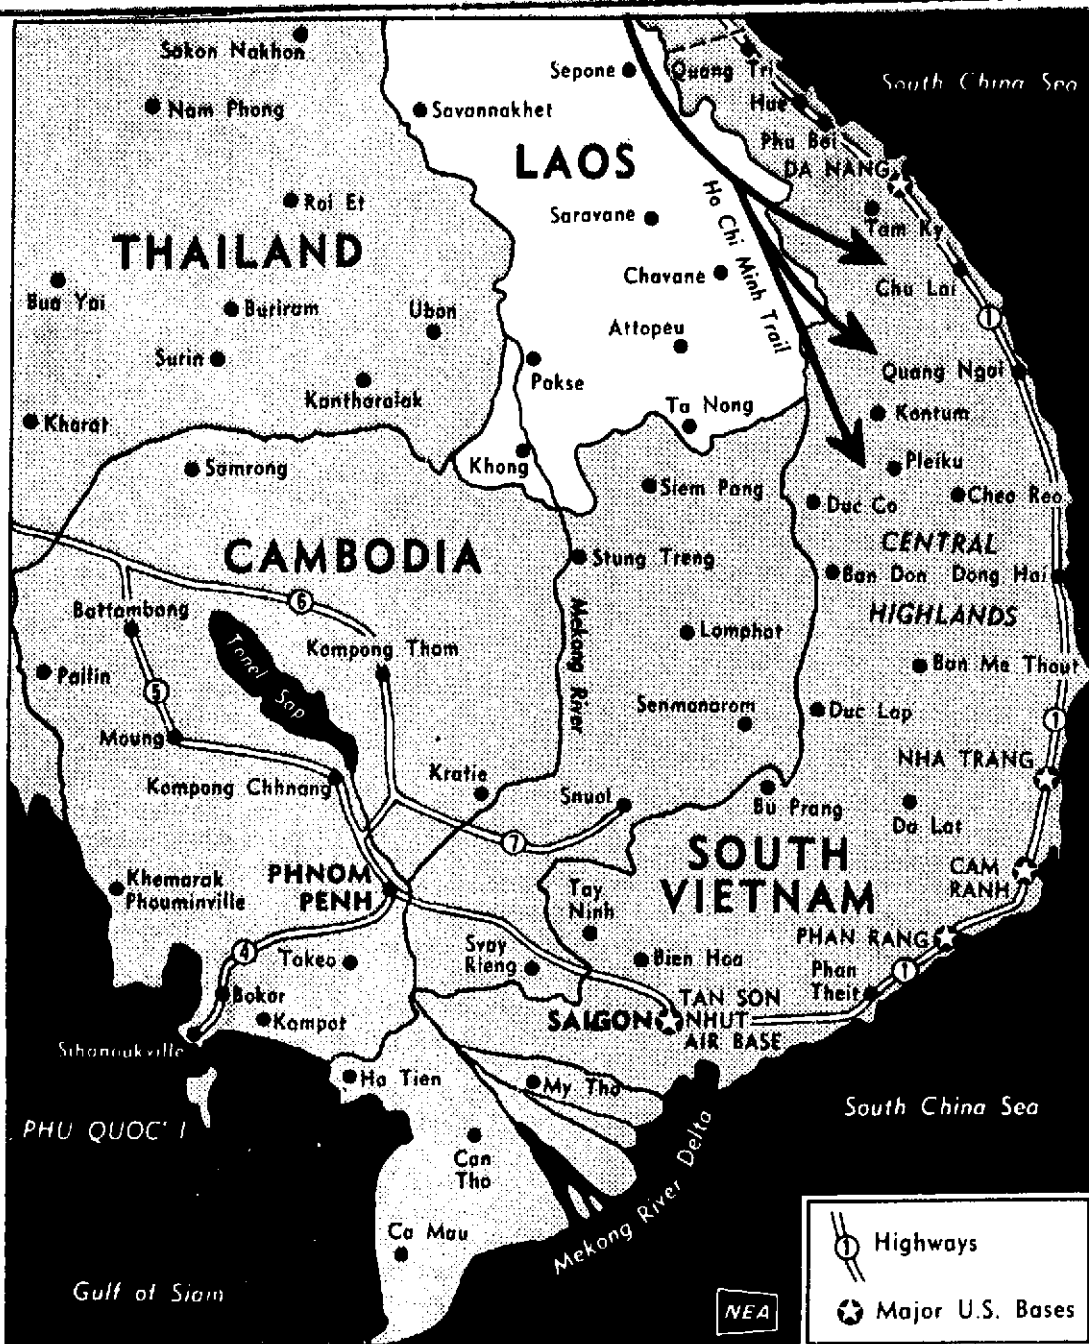 Sakon Nakhon
Nam Phong
Sepone
Savannakhet
Quang Tri
Hue
Phu Bai
DA NANG
South China Sea
LAOS
Roi Et
THAILAND
Saravane
Chavane
Ho Chi Minh Trail
Tam Ky
Chu Lai
Bua Yai
Buriram
Ubon
Surin
Attopeu
Pakse
Kantharalak
Quang Ngai
1
Kharat
Ta Nong
Kontum
Khong
Samrong
Pleiku
Siem Pang
Duc Co
Cheo Reo
CAMBODIA
Stung Treng
CENTRAL
HIGHLANDS
Ban Don
Dong Hai
6
Battambang
Kompong Thom
Mekong River
Lomphat
Tonel Sap
Pailin
5
Ban Me Thout
Senmanarom
Duc Lap
Moung
1
NHA TRANG
Kompong Chhnang
Kratie
Snuol
Bu Prang
Da Lat
7
SOUTH
VIETNAM
CAM
RANH
Khemarak
Phouminville
PHNOM
PENH
Tay
Ninh
PHAN RANG
4
Takeo
Svay
Rieng
Bien Hoa
Phan
Theit
1
Bokor
Kampot
SAIGON
TAN SON
NHUT
AIR BASE
Sihanoukville
Ha Tien
My Tho
South China Sea
PHU QUOC' I
Can
Tho
Mekong River Delta
Ca Mau
Gulf of Siam
NEA
1 Highways
Major U.S. Bases